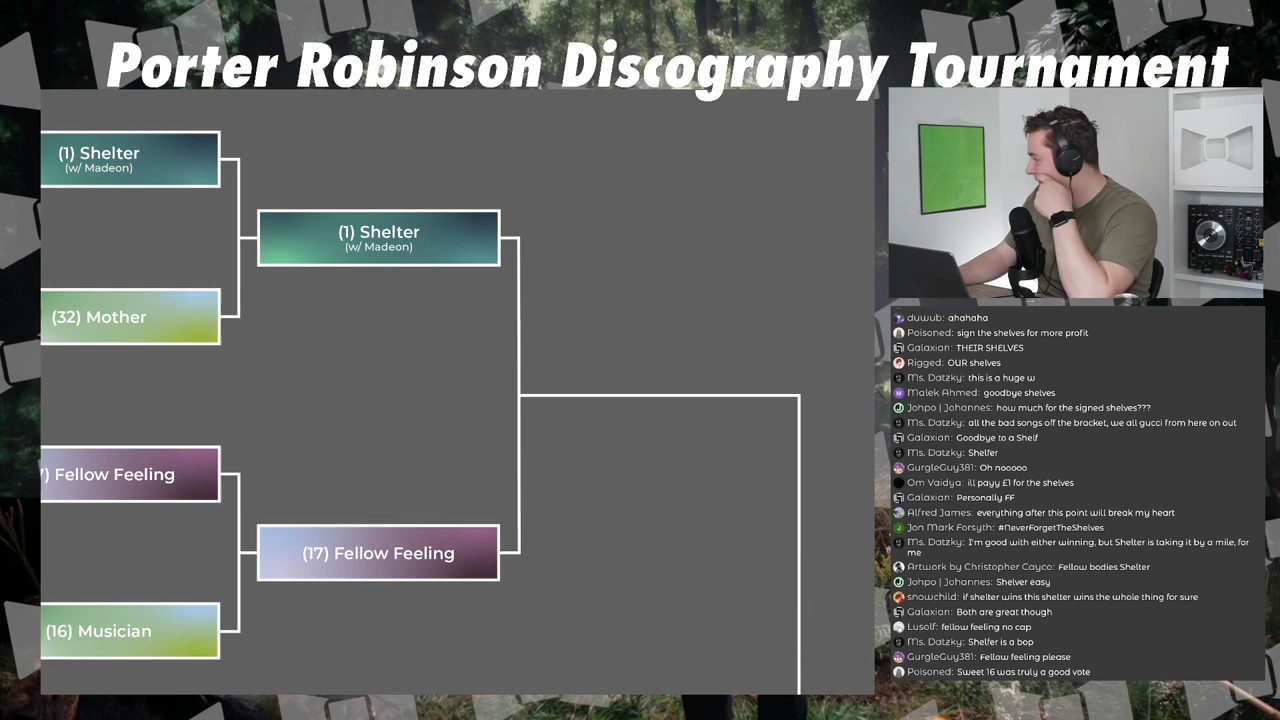 Porter Robinson Discography Tournament
(1) Shelter
(w/ Madeon)
(1) Shelter
(w/ Madeon)
(32) Mother
) Fellow Feeling
(17) Fellow Feeling
(16) Musician
duwub: ahahaha
Poisoned: sign the shelves for more profit
Galaxian: THEIR SHELVES
Rigged: OUR shelves
Ms. Datzky: this is a huge w
Malek Ahmed: goodbye shelves
Johpo | Johannes: how much for the signed shelves???
Ms. Datzky: all the bad songs off the bracket, we all gucci from here on out
Galaxian: Goodbye to a Shelf
Ms. Datzky: Shelfer
GurgleGuy381: Oh nooooo
Om Vaidya: ill payy £1 for the shelves
Galaxian: Personally FF
Alfred James: everything after this point will break my heart
Jon Mark Forsyth: #NeverForgetTheShelves
Ms. Datzky: I'm good with either winning, but Shelter is taking it by a mile, for
me
Artwork by Christopher Cayco: Fellow bodies Shelter
Johpo | Johannes: Shelver easy
snowchild: if shelter wins this shelter wins the whole thing for sure
Galaxian: Both are great though
Lusolf: fellow feeling no cap
Ms. Datzky: Shelfer is a bop
GurgleGuy381: Fellow feeling please
Poisoned: Sweet 16 was truly a good vote